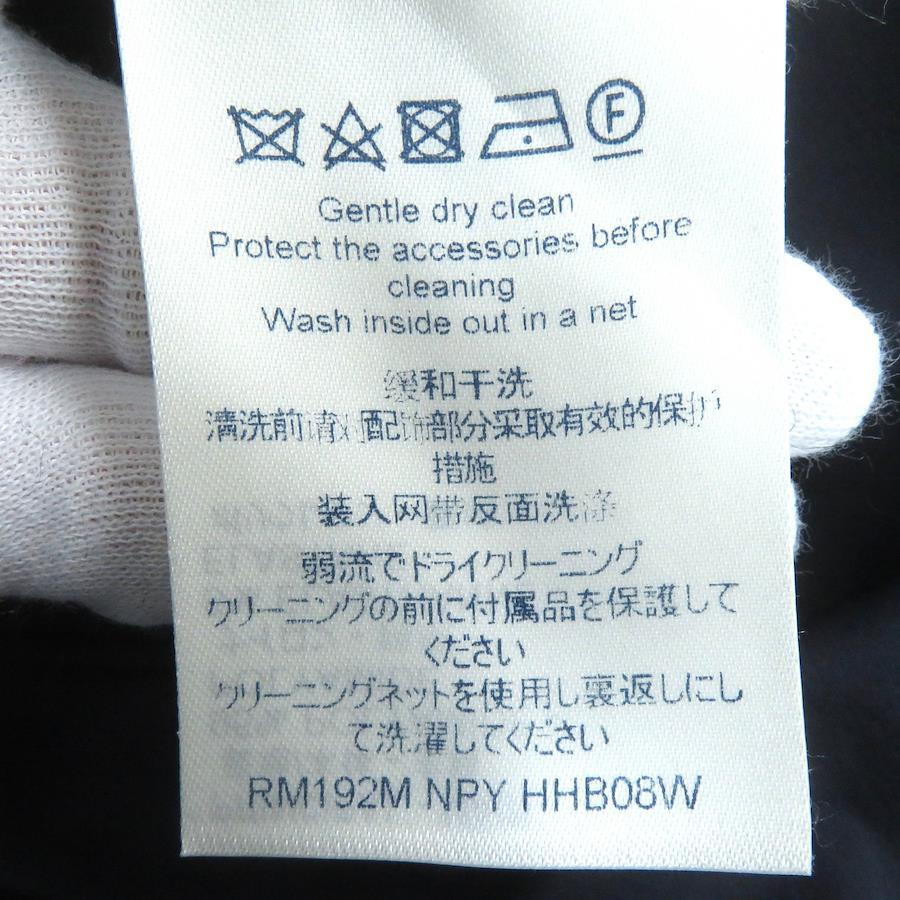 F
Gentle dry clean
Protect the accessories before
cleaning
Wash inside out in a net
缓和干洗
清洗前请对配饰部分采取有效的保护
措施
装入网带反面洗涤
弱流でドライクリーニング
クリーニングの前に付属品を保護して
ください
クリーニングネットを使用し裏返しにし
て洗濯してください
RM192M NPY HHB08W